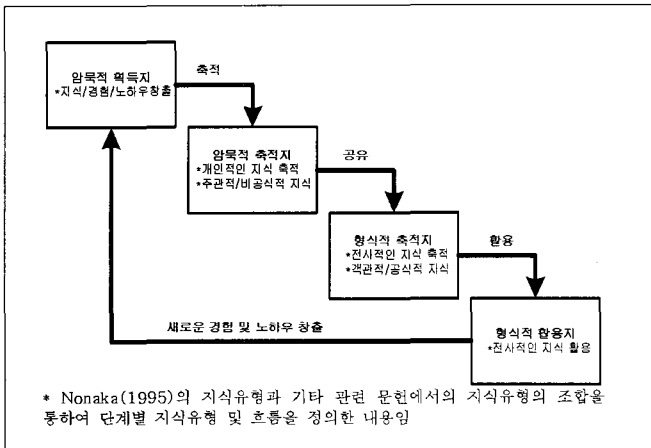 암묵적 획득지
*지식/경험/노하우창출
축적
암묵적 축적지
*개인적인 지식 축적
*주관적/비공식적 지식
공유
형식적 축적지
*전사적인 지식 축적
*객관적/공식적 지식
활용
형식적 활용지
*전사적인 지식 활용
새로운 경험 및 노하우 창출
* Nonaka(1995)의 지식유형과 기타 관련 문헌에서의 지식유형의 조합을
통하여 단계별 지식유형 및 흐름을 정의한 내용임